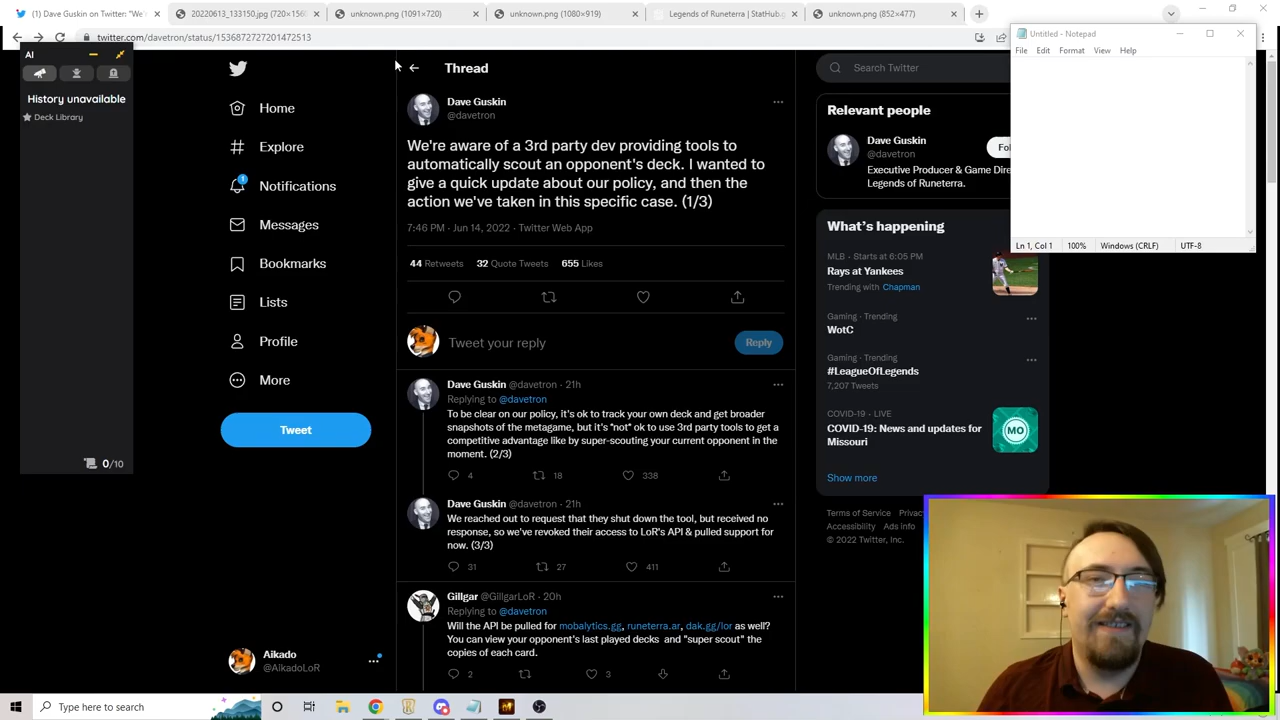 (1) Dave Guskin on Twitter: "We'
20220613_133150.jpg (720×156
unknown.png (1091×720)
unknown.png (1080×919)
Legends of Runeterra | StatHub.g
unknown.png (852×477)
twitter.com/davetron/status/1536872727201472513
AI
History unavailable
Deck Library
0/10
Home
Explore
1
Notifications
Messages
Bookmarks
Lists
Profile
More
Tweet
Aikado
@AikadoLoR
Thread
Dave Guskin
@davetron
We're aware of a 3rd party dev providing tools to
automatically scout an opponent's deck. I wanted to
give a quick update about our policy, and then the
action we've taken in this specific case. (1/3)
7:46 PM · Jun 14, 2022 · Twitter Web App
44 Retweets 32 Quote Tweets 655 Likes
Tweet your reply
Reply
Dave Guskin @davetron · 21h
Replying to @davetron
To be clear on our policy, it's ok to track your own deck and get broader
snapshots of the metagame, but it's *not* ok to use 3rd party tools to get a
competitive advantage like by super-scouting your current opponent in the
moment. (2/3)
4 18 338
Dave Guskin @davetron · 21h
Replying to @davetron
We reached out to request that they shut down the tool, but received no
response, so we've revoked their access to LoR's API & pulled support for
now. (3/3)
31 27 411
Gillgar @GillgarLoR · 20h
Replying to @davetron
Will the API be pulled for mobalytics.gg, runeterra.ar, dak.gg/lor as well?
You can view your opponent's last played decks and "super scout" the
copies of each card.
2 3
Search Twitter
Relevant people
Dave Guskin
@davetron
Fol
Executive Producer & Game Dire
Legends of Runeterra.
What's happening
MLB · Starts at 6:05 PM
Rays at Yankees
Trending with Chapman
Gaming · Trending
WotC
Gaming · Trending
#LeagueOfLegends
7,207 Tweets
COVID-19 · LIVE
COVID-19: News and updates for
Missouri
MO
Show more
Terms of Service Privac
Accessibility Ads info
© 2022 Twitter, Inc.
Untitled - Notepad
File Edit Format View Help
Ln 1, Col 1 100% Windows (CRLF) UTF-8
Type here to search